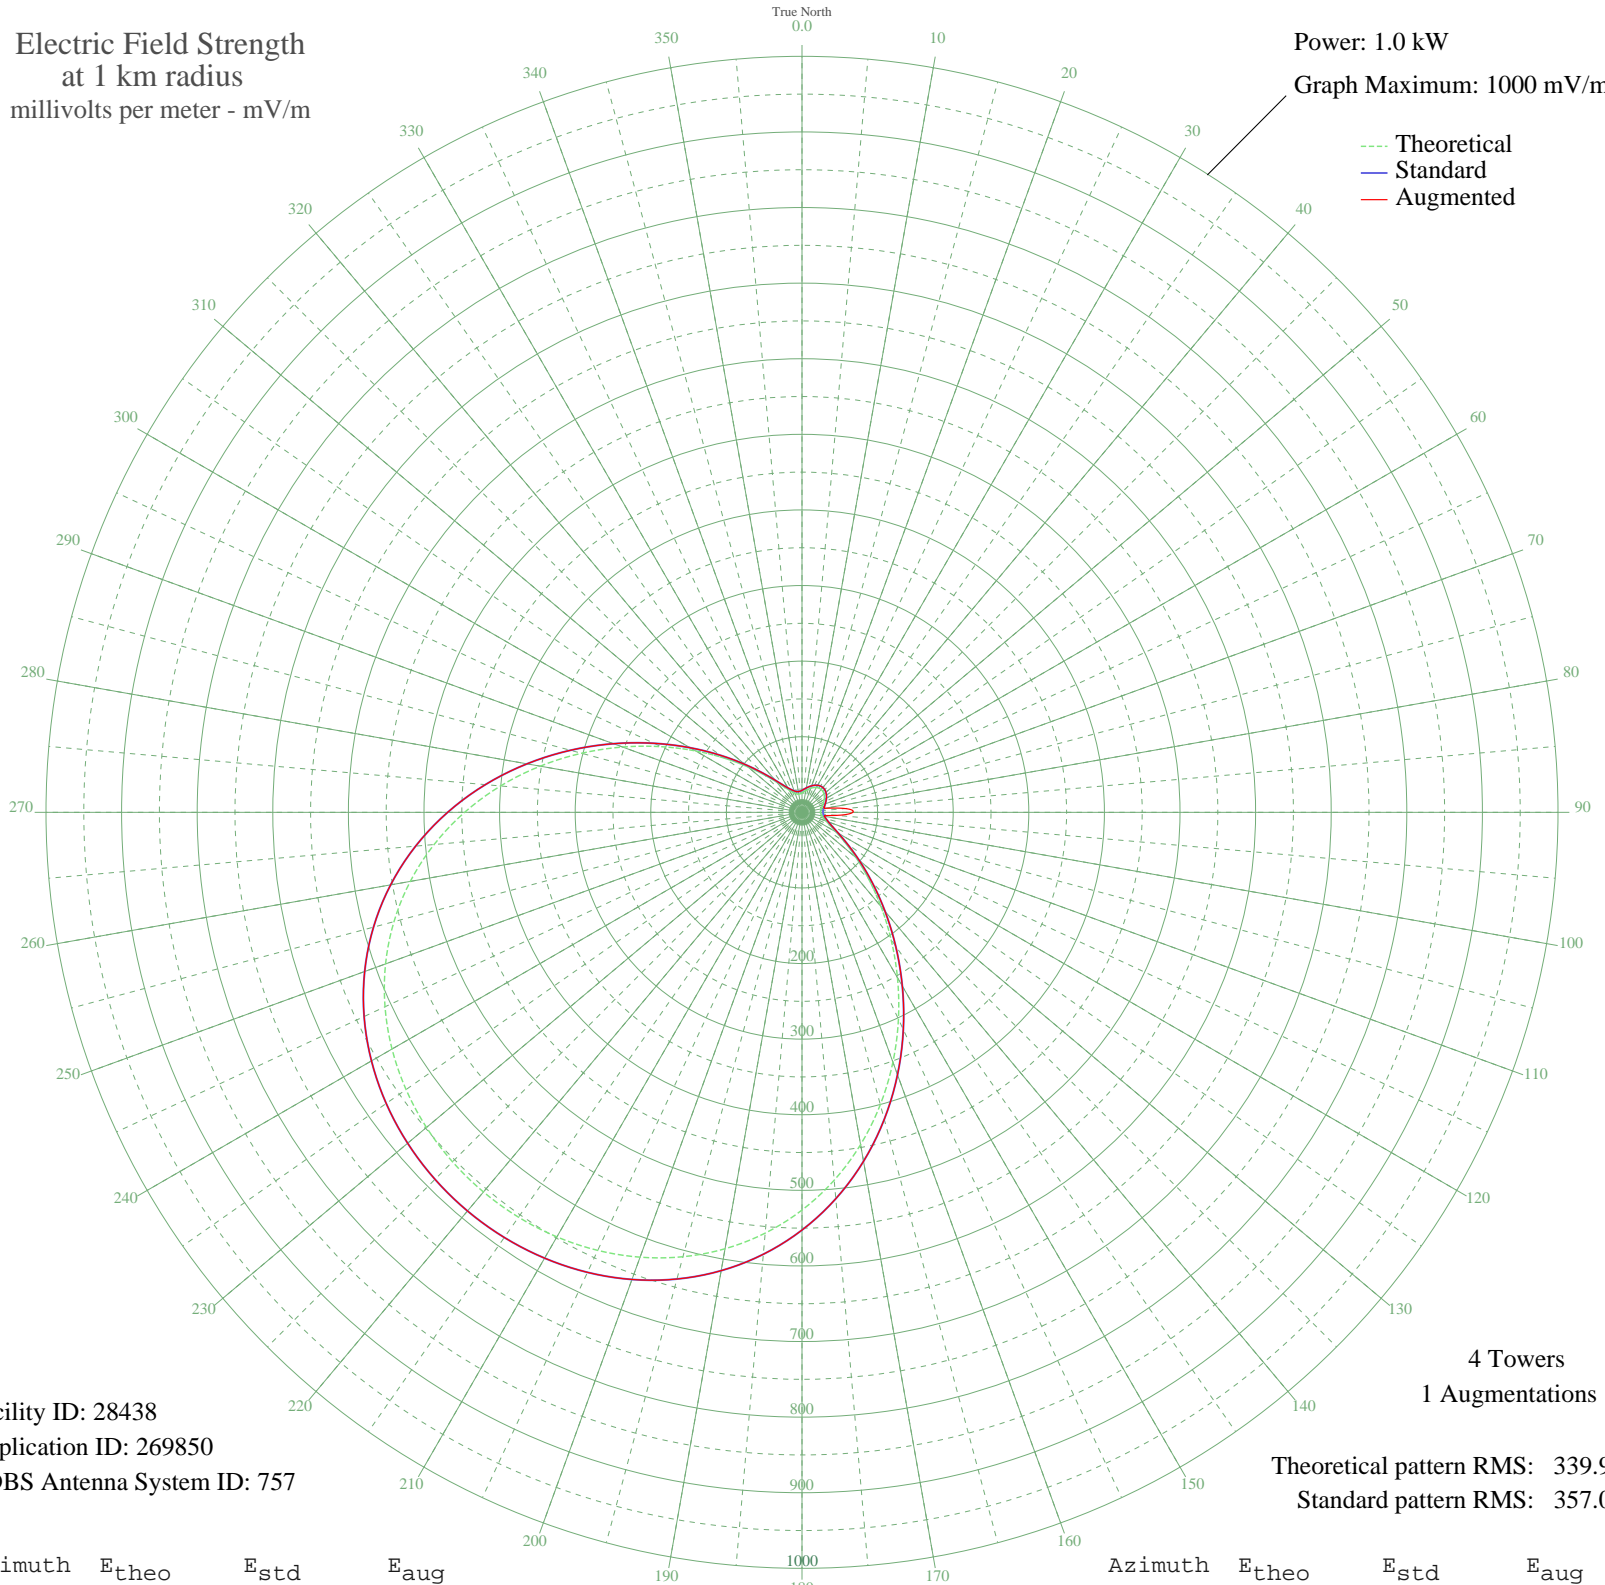 True North
0.0
Electric Field Strength
at 1 km radius
millivolts per meter - mV/m
Power: 1.0 kW
Graph Maximum: 1000 mV/m
Theoretical
Standard
Augmented
10
20
30
40
50
60
70
80
90
100
110
120
130
140
150
160
170
190
200
210
220
230
240
250
260
270
280
290
300
310
320
330
340
350
200
300
400
500
600
700
800
900
1000
4 Towers
1 Augmentations
cility ID: 28438
plication ID: 269850
DBS Antenna System ID: 757
Theoretical pattern RMS: 339.9
Standard pattern RMS: 357.0
imuth Etheo Estd Eaug
Azimuth Etheo Estd Eaug